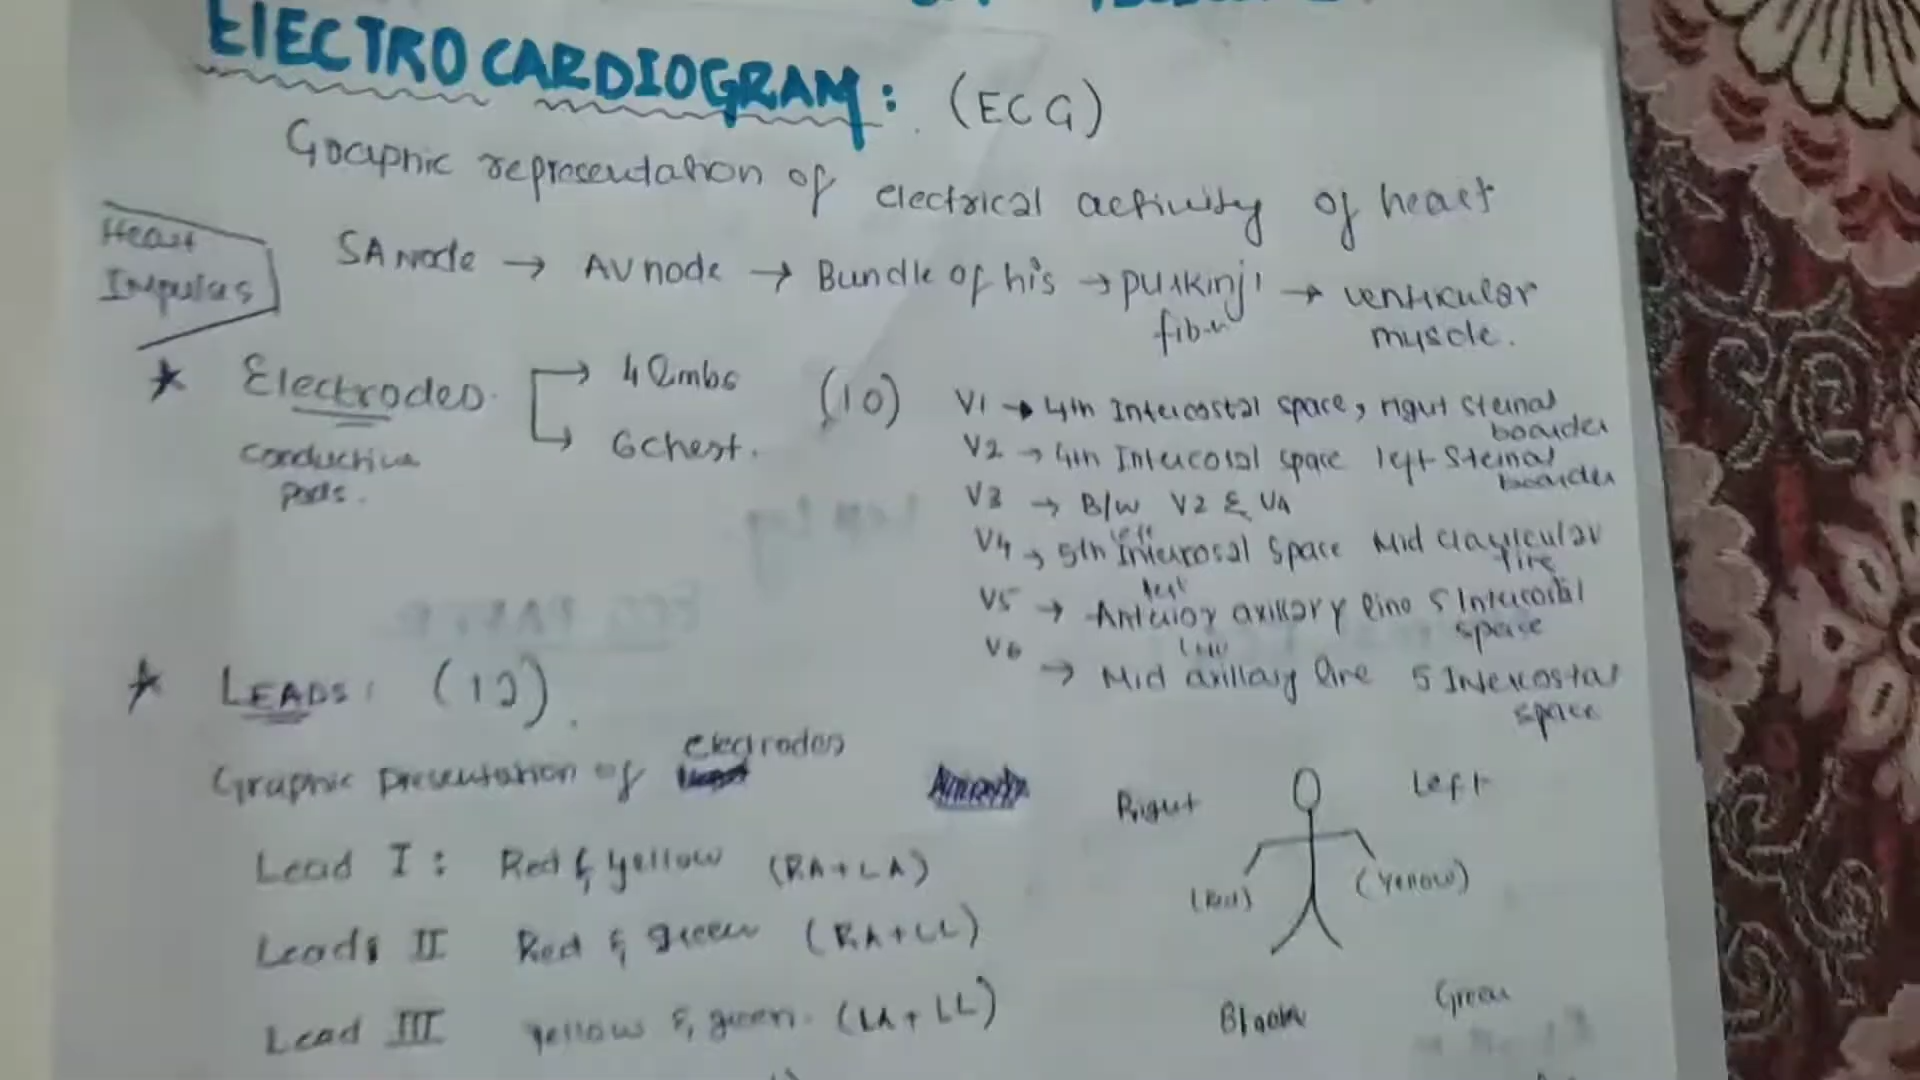 ElECTRO CARDIOGRAM: (ECG)
Graphic representation of electrical activity of heart
Heart
Impulses
SA Node → AV node → Bundle of his → purkinji → ventricular
fiber
muscle.
★ Electrodes
conductive
pads.
→ 4 limbs
→ 6 chest.
(10)
V1 → 4th Intercostal space, right sternal
boarder
V2 → 4th Intercostal space left sternal
boarder
V3 → B/w V2 & V4
left
V4 → 5th Intercosal space Mid clavicular
line
left
V5 → Anterior axillary line 5 Intercostal
space
V6 → Mid axillary line 5 Intercostal
space
★ LEADS: (12).
electrodes
Graphic presentation of
Right
Left
Lead I: Red & yellow (RA+LA)
(Red)
(Yellow)
Leads II Red & green (RA+LL)
Lead III yellow & green. (LA+LL)
Black
Green